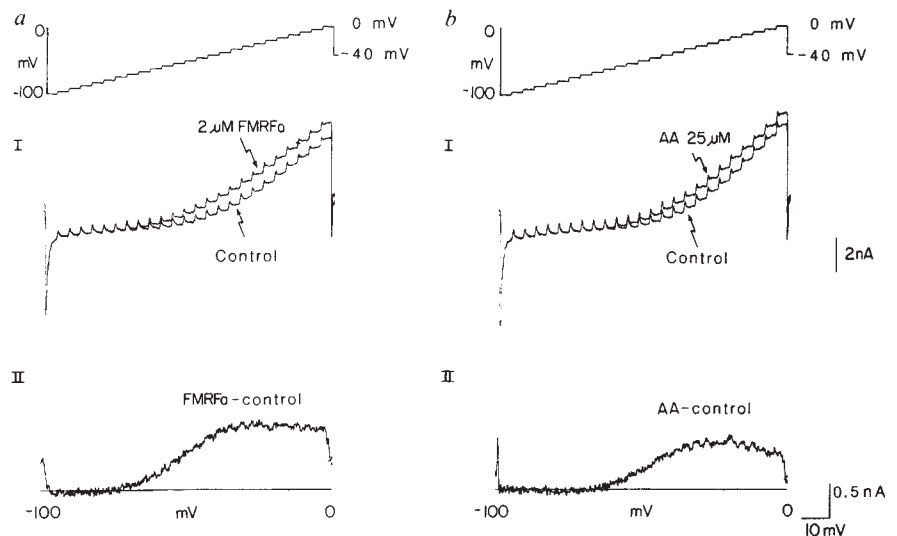 a
0
mV
-100
0 mV
-40 mV
I
2 µM FMRFa
Control
II
FMRFa-control
-100
mV
0
b
0
mV
-100
0 mV
-40 mV
I
AA 25 µM
Control
2nA
II
AA-control
-100
mV
0
0.5 nA
10mV